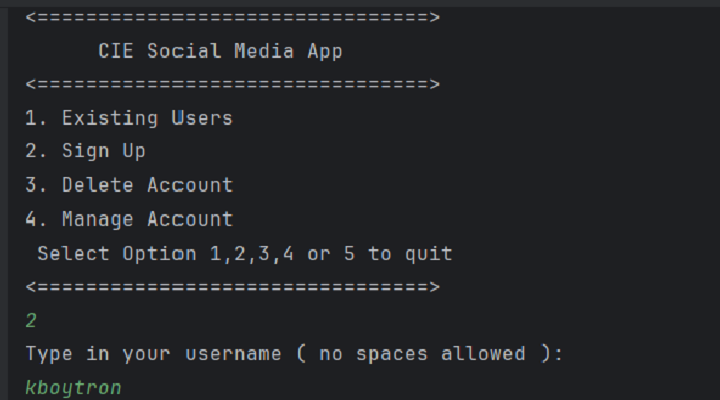 <================================>
CIE Social Media App
<================================>
1. Existing Users
2. Sign Up
3. Delete Account
4. Manage Account
Select Option 1,2,3,4 or 5 to quit
<================================>
2
Type in your username ( no spaces allowed ):
kboytron